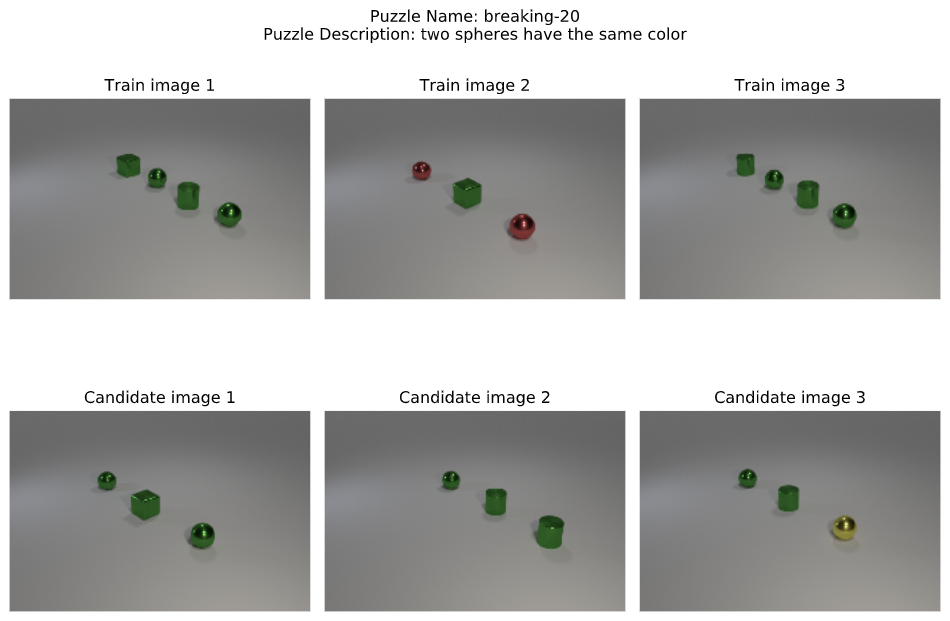 Puzzle Name: breaking-20
Puzzle Description: two spheres have the same color
Train image 1
Train image 2
Train image 3
Candidate image 1
Candidate image 2
Candidate image 3